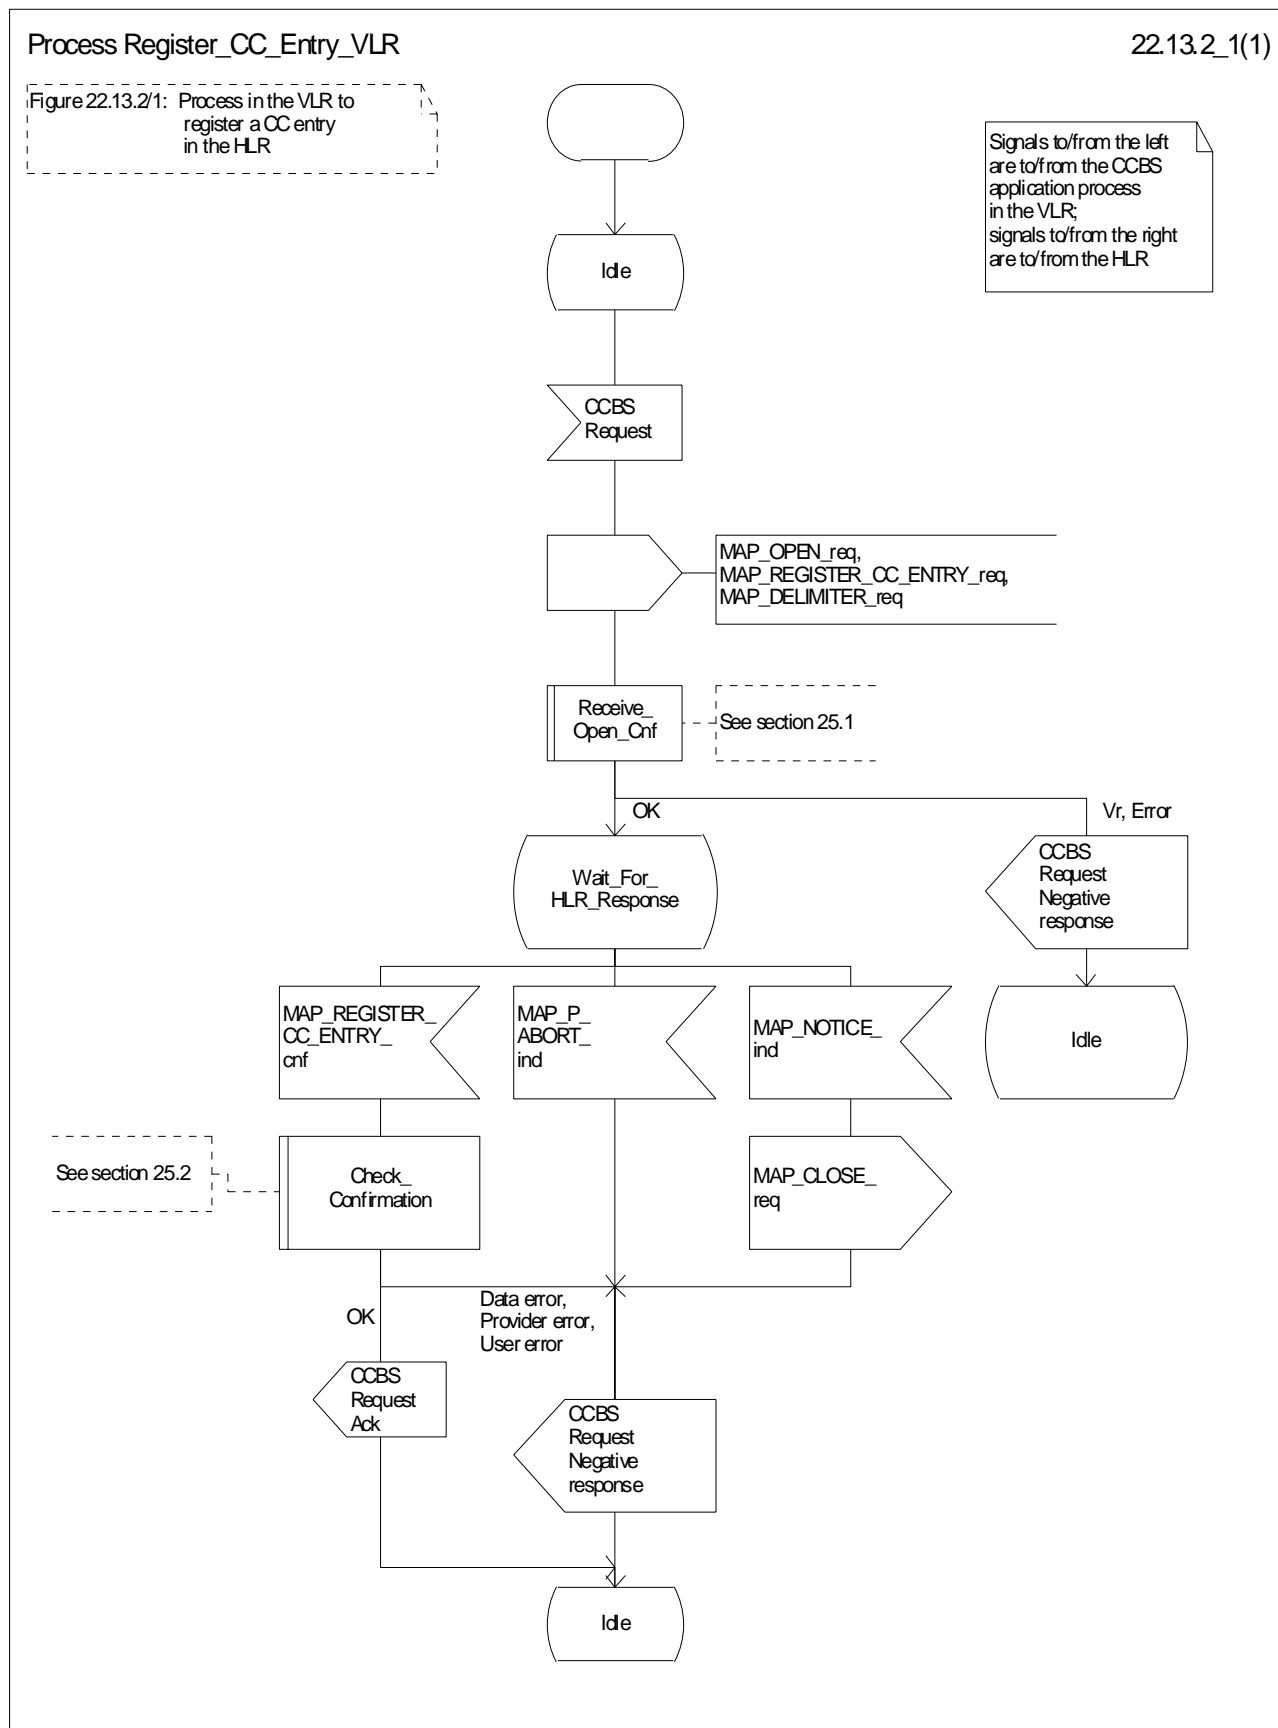 Process Register_CC_Entry_VLR
22.13.2_1(1)
Figure 22.13.2/1: Process in the VLR to
register a CC entry
in the HLR
Signals to/from the left
are to/from the CCBS
application process
in the VLR;
signals to/from the right
are to/from the HLR
Idle
CCBS
Request
MAP_OPEN_req,
MAP_REGISTER_CC_ENTRY_req,
MAP_DELIMITER_req
Receive_
Open_Cnf
See section 25.1
OK
Vr, Error
Wait_For_
HLR_Response
CCBS
Request
Negative
response
MAP_REGISTER_
CC_ENTRY_
cnf
MAP_P_
ABORT_
ind
MAP_NOTICE_
ind
Idle
See section 25.2
Check_
Confirmation
MAP_CLOSE_
req
OK
Data error,
Provider error,
User error
CCBS
Request
Ack
CCBS
Request
Negative
response
Idle